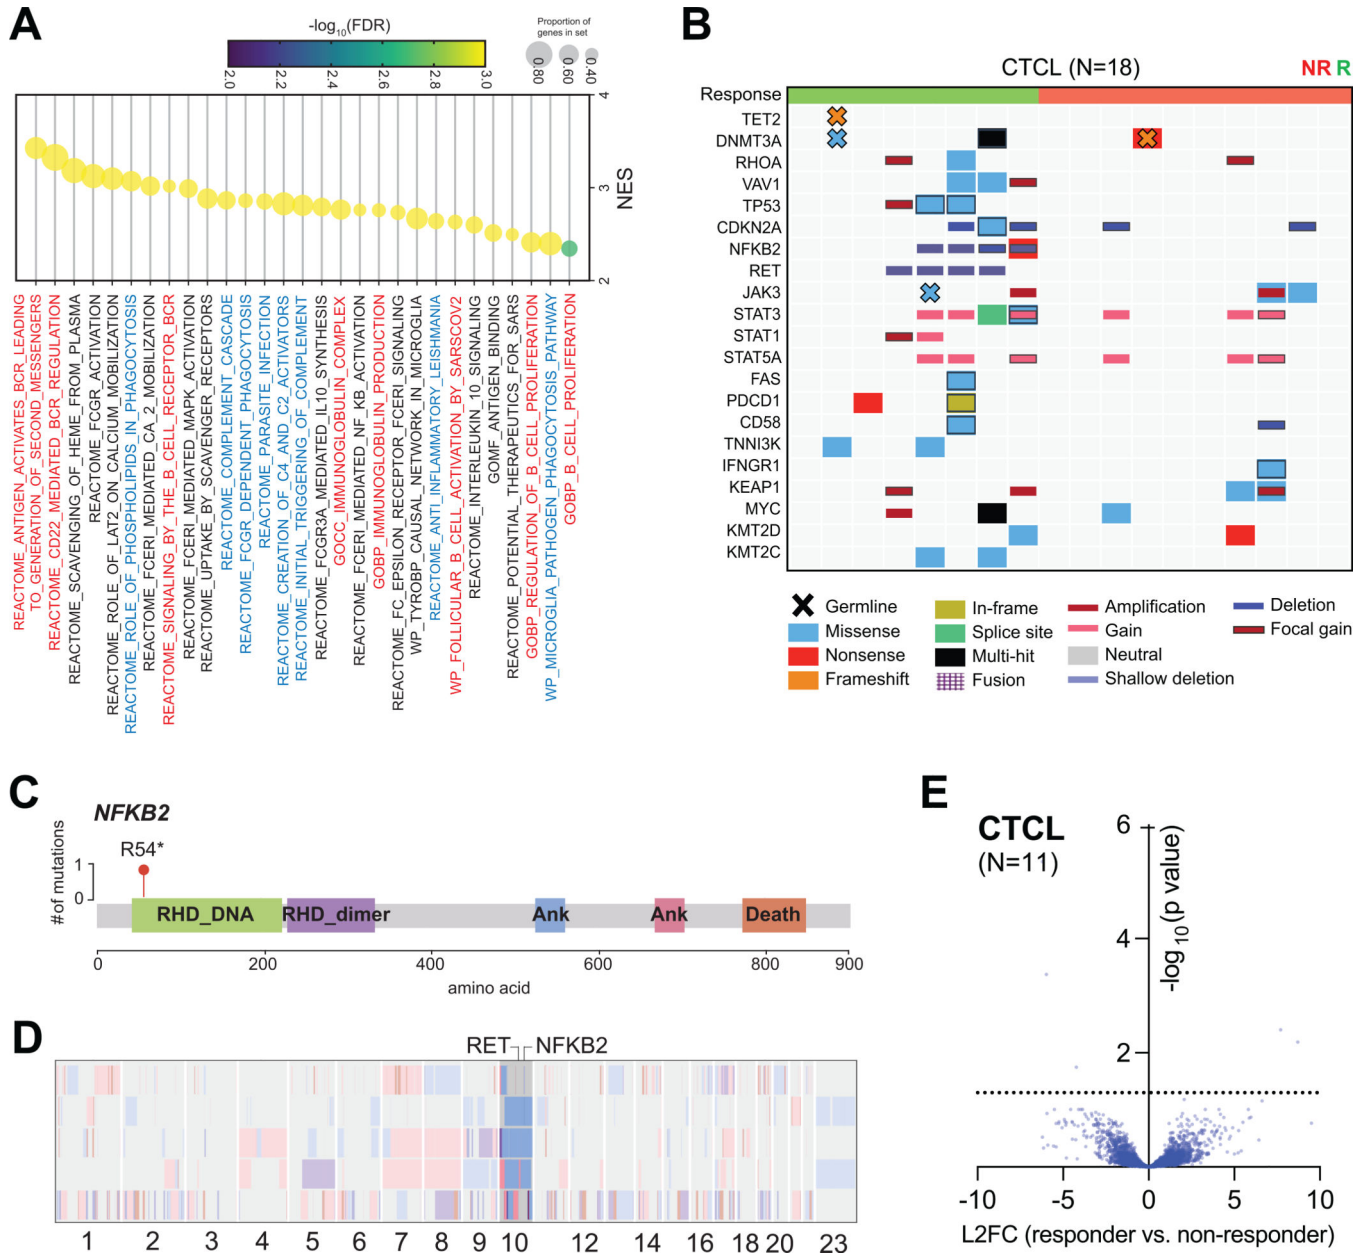 A
-log10(FDR)
2.0
2.2
2.4
2.6
2.8
3.0
Proportion of
genes in set
0.80
0.60
0.40
4
3
2
NES
REACTOME_ANTIGEN_ACTIVATES_BCR_LEADING
TO_GENERATION_OF_SECOND_MESSENGERS
REACTOME_CD22_MEDIATED_BCR_REGULATION
REACTOME_SCAVENGING_OF_HEME_FROM_PLASMA
REACTOME_FCGR_ACTIVATION
REACTOME_ROLE_OF_LAT2_ON_CALCIUM_MOBILIZATION
REACTOME_ROLE_OF_PHOSPHOLIPIDS_IN_PHAGOCYTOSIS
REACTOME_FCERI_MEDIATED_CA_2_MOBILIZATION
REACTOME_SIGNALING_BY_THE_B_CELL_RECEPTOR_BCR
REACTOME_FCERI_MEDIATED_MAPK_ACTIVATION
REACTOME_UPTAKE_BY_SCAVENGER_RECEPTORS
REACTOME_COMPLEMENT_CASCADE
REACTOME_FCGR_DEPENDENT_PHAGOCYTOSIS
REACTOME_PARASITE_INFECTION
REACTOME_CREATION_OF_C4_AND_C2_ACTIVATORS
REACTOME_INITIAL_TRIGGERING_OF_COMPLEMENT
REACTOME_FCGR3A_MEDIATED_IL10_SYNTHESIS
GOCC_IMMUNOGLOBULIN_COMPLEX
REACTOME_FCERI_MEDIATED_NF_KB_ACTIVATION
GOBP_IMMUNOGLOBULIN_PRODUCTION
REACTOME_FC_EPSILON_RECEPTOR_FCERI_SIGNALING
WP_TYROBP_CAUSAL_NETWORK_IN_MICROGLIA
REACTOME_ANTI_INFLAMMATORY_LEISHMANIA
WP_FOLLICULAR_B_CELL_ACTIVATION_BY_SARSCOV2
REACTOME_INTERLEUKIN_10_SIGNALING
GOMF_ANTIGEN_BINDING
REACTOME_POTENTIAL_THERAPEUTICS_FOR_SARS
GOBP_REGULATION_OF_B_CELL_PROLIFERATION
WP_MICROGLIA_PATHOGEN_PHAGOCYTOSIS_PATHWAY
GOBP_B_CELL_PROLIFERATION
B
CTCL (N=18)
NR R
Response
TET2
DNMT3A
RHOA
VAV1
TP53
CDKN2A
NFKB2
RET
JAK3
STAT3
STAT1
STAT5A
FAS
PDCD1
CD58
TNNI3K
IFNGR1
KEAP1
MYC
KMT2D
KMT2C
Germline
Missense
Nonsense
Frameshift
In-frame
Splice site
Multi-hit
Fusion
Amplification
Gain
Neutral
Shallow deletion
Deletion
Focal gain
C
NFKB2
# of mutations
1
0
R54*
RHD_DNA
RHD_dimer
Ank
Ank
Death
0
200
400
600
800
900
amino acid
D
RET
NFKB2
1
2
3
4
5
6
7
8
9
10
12
14
16
18
20
23
E
CTCL
(N=11)
6
4
2
-log10(p value)
-10
-5
0
5
10
L2FC (responder vs. non-responder)